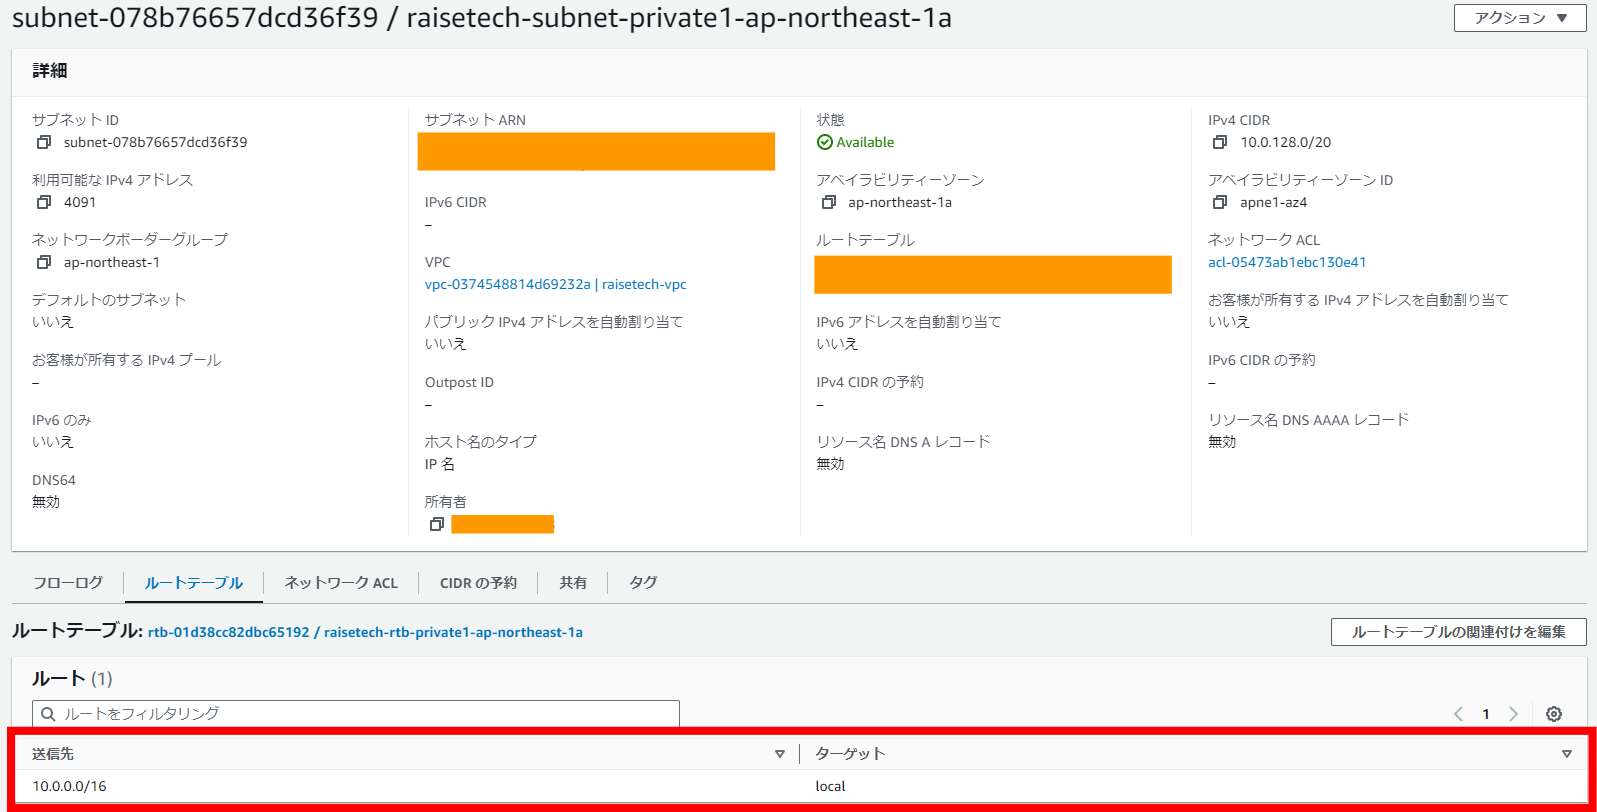 subnet-078b76657dcd36f39 / raisetech-subnet-private1-ap-northeast-1a
アクション
詳細
サブネット ID
subnet-078b76657dcd36f39
利用可能な IPv4 アドレス
4091
ネットワークボーダーグループ
ap-northeast-1
デフォルトのサブネット
いいえ
お客様が所有する IPv4 プール
–
IPv6 のみ
いいえ
DNS64
無効
サブネット ARN
IPv6 CIDR
–
VPC
vpc-0374548814d69232a | raisetech-vpc
パブリック IPv4 アドレスを自動割り当て
いいえ
Outpost ID
–
ホスト名のタイプ
IP 名
所有者
状態
Available
アベイラビリティーゾーン
ap-northeast-1a
ルートテーブル
IPv6 アドレスを自動割り当て
いいえ
IPv4 CIDR の予約
–
リソース名 DNS A レコード
無効
IPv4 CIDR
10.0.128.0/20
アベイラビリティーゾーン ID
apne1-az4
ネットワーク ACL
acl-05473ab1ebc130e41
お客様が所有する IPv4 アドレスを自動割り当て
いいえ
IPv6 CIDR の予約
–
リソース名 DNS AAAA レコード
無効
フローログ
ルートテーブル
ネットワーク ACL
CIDR の予約
共有
タグ
ルートテーブル: rtb-01d38cc82dbc65192 / raisetech-rtb-private1-ap-northeast-1a
ルートテーブルの関連付けを編集
ルート (1)
ルートをフィルタリング
1
送信先 ターゲット
10.0.0.0/16 local